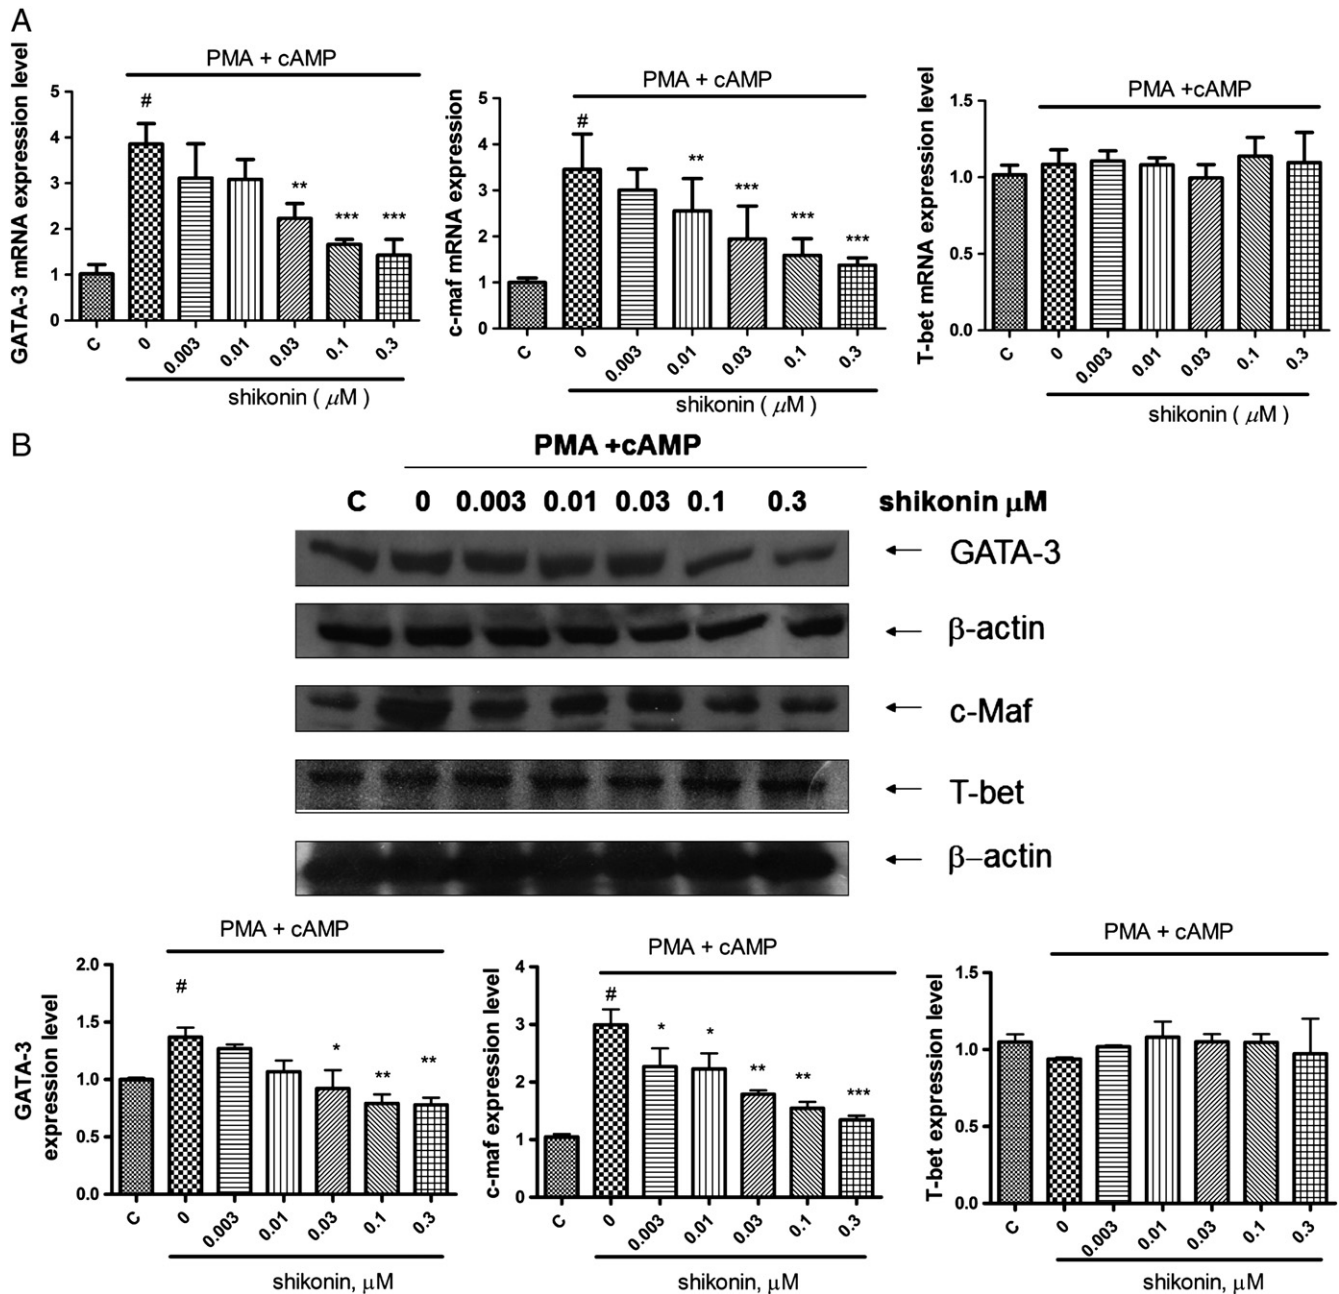 A
PMA + cAMP
GATA-3 mRNA expression level
5
4
3
2
1
0
#
**
***
***
C
0
0.003
0.01
0.03
0.1
0.3
shikonin ( μM )
PMA + cAMP
c-maf mRNA expression
5
4
3
2
1
0
#
**
***
***
***
C
0
0.003
0.01
0.03
0.1
0.3
shikonin ( μM )
PMA +cAMP
T-bet mRNA expression level
1.5
1.0
0.5
0.0
C
0
0.003
0.01
0.03
0.1
0.3
shikonin ( μM )
B
PMA +cAMP
C 0 0.003 0.01 0.03 0.1 0.3 shikonin μM
GATA-3
β-actin
c-Maf
T-bet
β–actin
PMA + cAMP
GATA-3
expression level
2.0
1.5
1.0
0.5
0.0
#
*
**
**
C
0
0.003
0.01
0.03
0.1
0.3
shikonin, μM
PMA + cAMP
c-maf expression level
4
3
2
1
0
#
*
*
**
**
***
C
0
0.003
0.01
0.03
0.1
0.3
shikonin, μM
PMA + cAMP
T-bet expression level
1.5
1.0
0.5
0.0
C
0
0.003
0.01
0.03
0.1
0.3
shikonin, μM